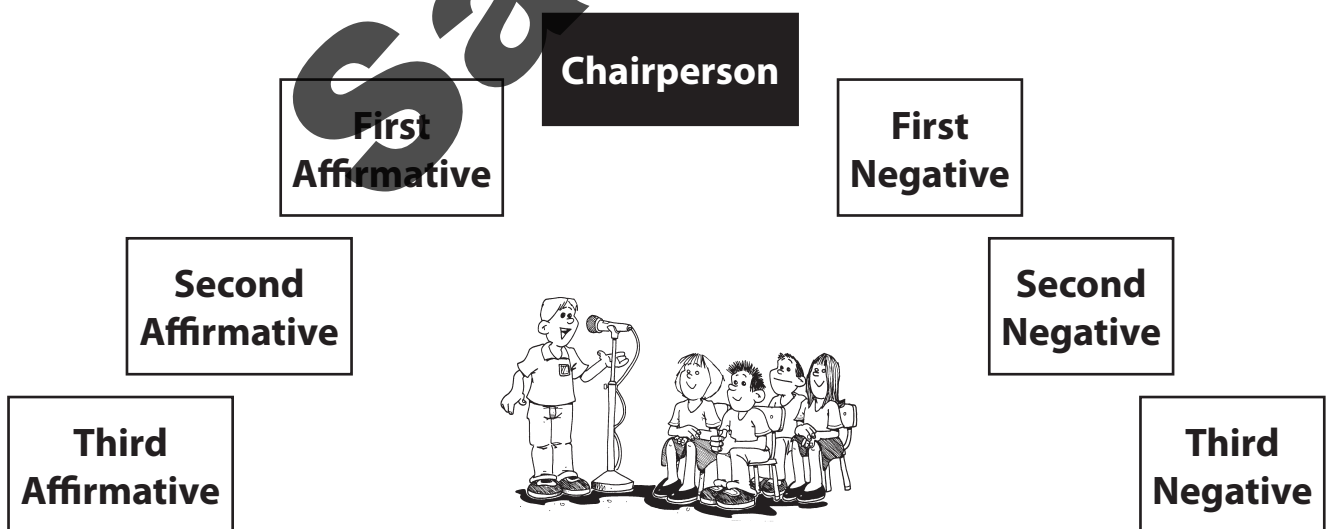 Chairperson
First
Affirmative
First
Negative
Second
Affirmative
Second
Negative
Third
Affirmative
Third
Negative